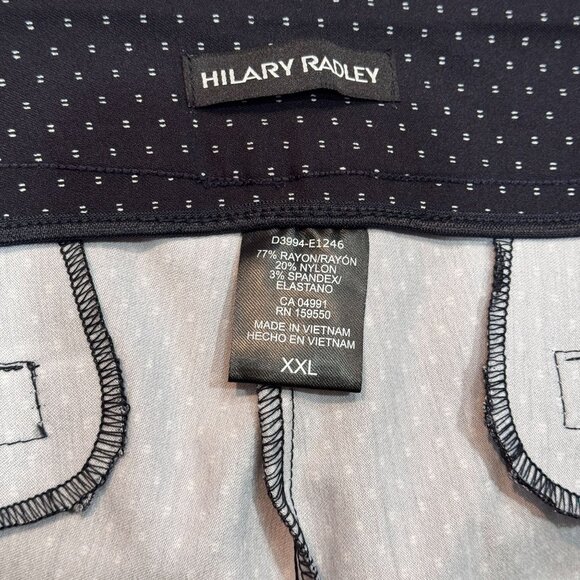 HILARY RADLEY
D3994-E1246
77% RAYON/RAYÓN
20% NYLON
3% SPANDEX/
ELASTANO
CA 04991
RN 159550
MADE IN VIETNAM
HECHO EN VIETNAM
XXL